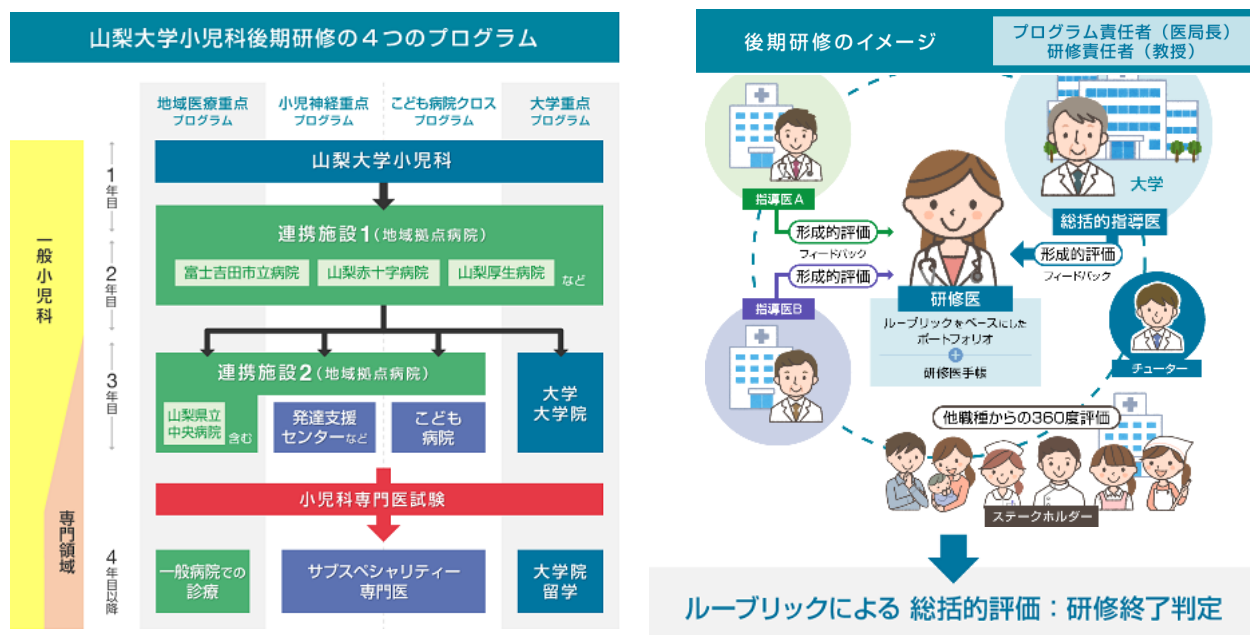 山梨大学小児科後期研修の4つのプログラム
地域医療重点
プログラム
小児神経重点
プログラム
こども病院クロス
プログラム
大学重点
プログラム
一般小児科
専門領域
1年目
2年目
3年目
4年目以降
山梨大学小児科
連携施設1(地域拠点病院)
富士吉田市立病院
山梨赤十字病院
山梨厚生病院
など
連携施設2(地域拠点病院)
山梨県立
中央病院
含む
発達支援
センターなど
こども
病院
大学
大学院
小児科専門医試験
一般病院での
診療
サブスペシャリティー
専門医
大学院
留学
後期研修のイメージ
プログラム責任者(医局長)
研修責任者(教授)
大学
指導医A
総括的指導医
形成的評価
フィードバック
形成的評価
フィードバック
形成的評価
指導医B
研修医
ルーブリックをベースにした
ポートフォリオ
+
研修医手帳
チューター
他職種からの360度評価
ステークホルダー
ルーブリックによる 総括的評価:研修終了判定